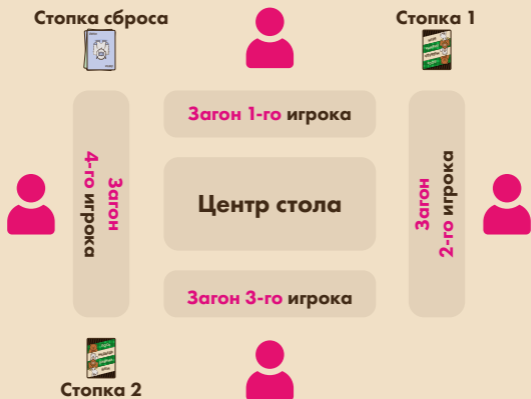 Стопка сброса
Стопка 1
Загон 1-го игрока
Загон
4-го игрока
Центр стола
Загон
2-го игрока
Загон 3-го игрока
Стопка 2